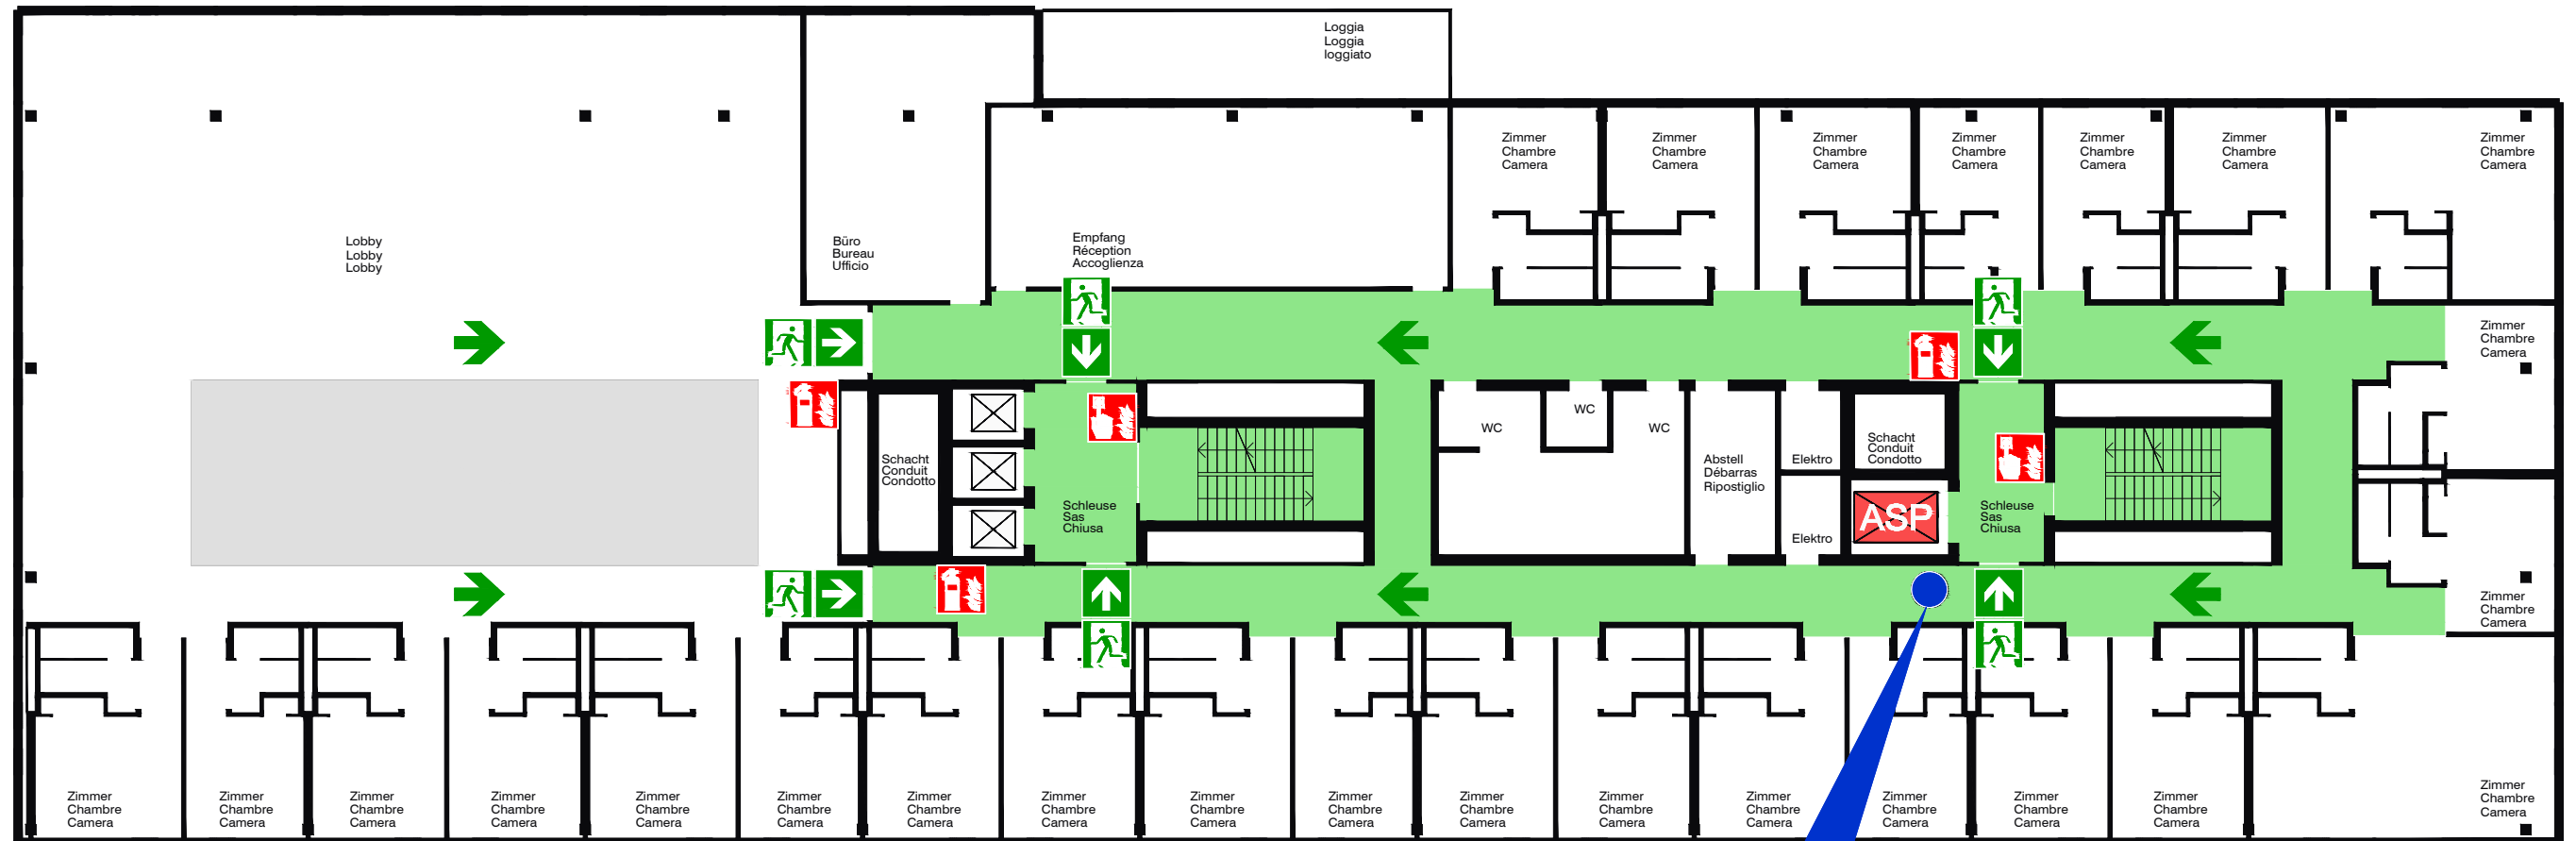 Loggia
Loggia
loggiato
Zimmer
Chambre
Camera
Zimmer
Chambre
Camera
Zimmer
Chambre
Camera
Zimmer
Chambre
Camera
Zimmer
Chambre
Camera
Zimmer
Chambre
Camera
Zimmer
Chambre
Camera
Lobby
Lobby
Lobby
Büro
Bureau
Ufficio
Empfang
Réception
Accoglienza
Zimmer
Chambre
Camera
WC
WC
WC
Schacht
Conduit
Condotto
Schleuse
Sas
Chiusa
Abstell
Débarras
Ripostiglio
Elektro
Elektro
Schacht
Conduit
Condotto
ASP
Schleuse
Sas
Chiusa
Zimmer
Chambre
Camera
Zimmer
Chambre
Camera
Zimmer
Chambre
Camera
Zimmer
Chambre
Camera
Zimmer
Chambre
Camera
Zimmer
Chambre
Camera
Zimmer
Chambre
Camera
Zimmer
Chambre
Camera
Zimmer
Chambre
Camera
Zimmer
Chambre
Camera
Zimmer
Chambre
Camera
Zimmer
Chambre
Camera
Zimmer
Chambre
Camera
Zimmer
Chambre
Camera
Zimmer
Chambre
Camera
Zimmer
Chambre
Camera
Zimmer
Chambre
Camera
Zimmer
Chambre
Camera